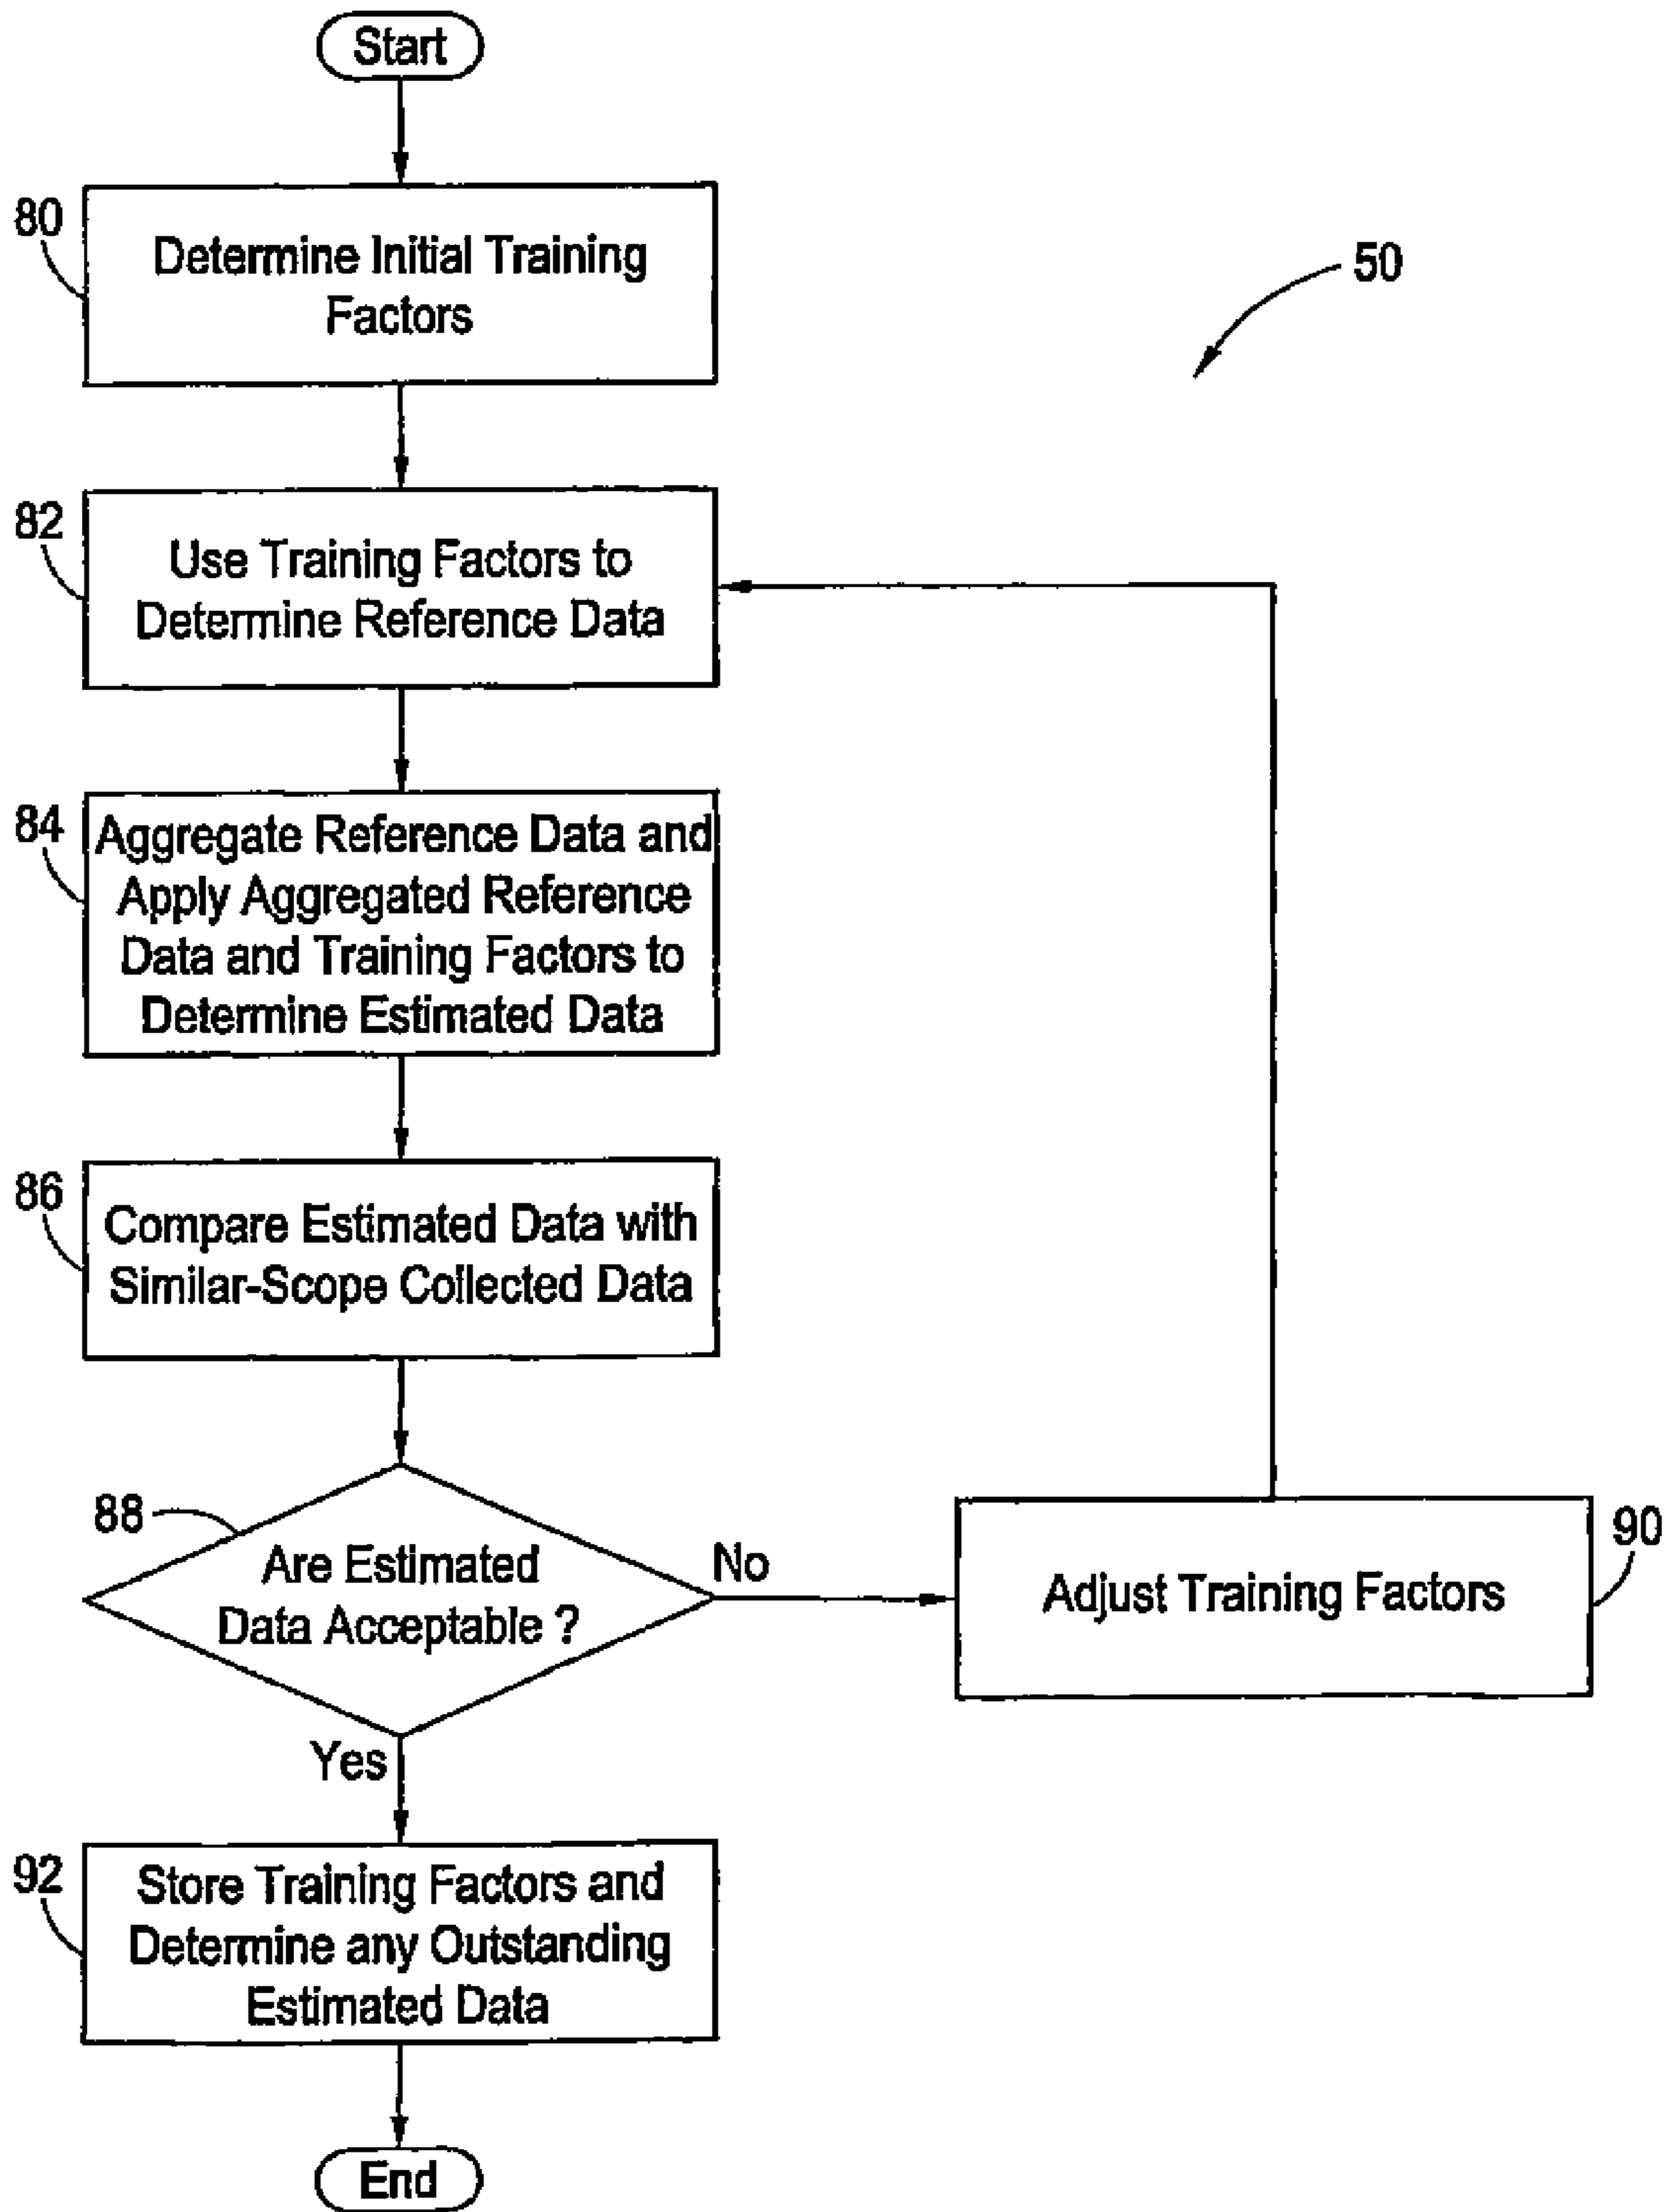 Start
80
Determine Initial Training
Factors
50
82
Use Training Factors to
Determine Reference Data
84
Aggregate Reference Data and
Apply Aggregated Reference
Data and Training Factors to
Determine Estimated Data
86
Compare Estimated Data with
Similar-Scope Collected Data
88
Are Estimated
Data Acceptable ?
No
90
Adjust Training Factors
Yes
92
Store Training Factors and
Determine any Outstanding
Estimated Data
End